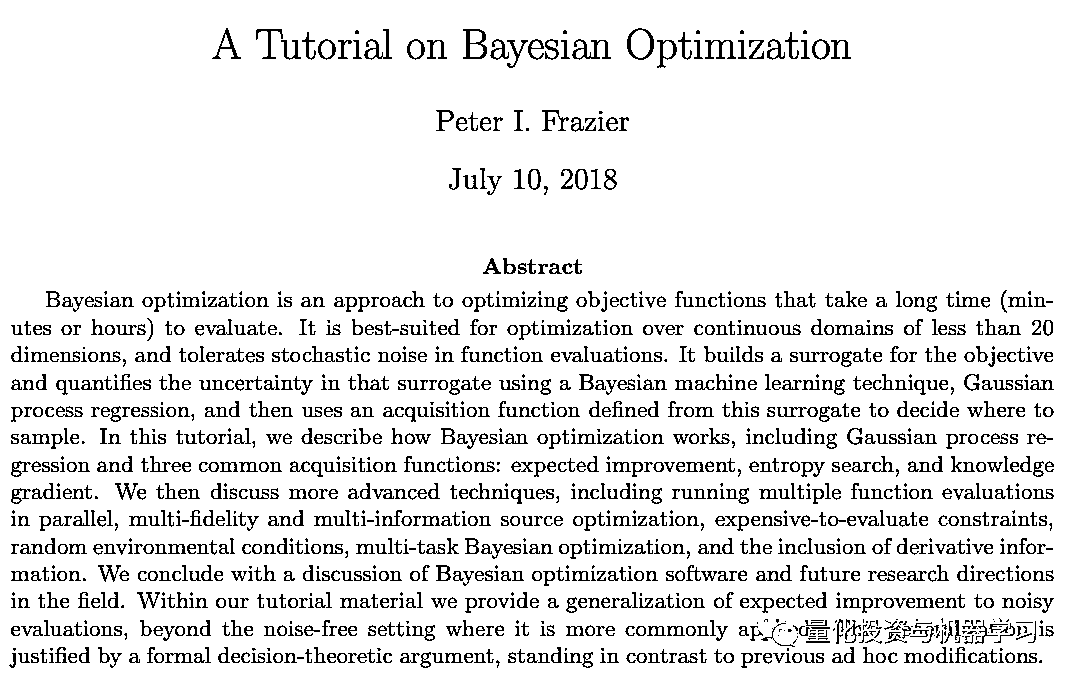 A Tutorial on Bayesian Optimization
Peter I. Frazier
July 10, 2018
Abstract
Bayesian optimization is an approach to optimizing objective functions that take a long time (min-
utes or hours) to evaluate. It is best-suited for optimization over continuous domains of less than 20
dimensions, and tolerates stochastic noise in function evaluations. It builds a surrogate for the objective
and quantifies the uncertainty in that surrogate using a Bayesian machine learning technique, Gaussian
process regression, and then uses an acquisition function defined from this surrogate to decide where to
sample. In this tutorial, we describe how Bayesian optimization works, including Gaussian process re-
gression and three common acquisition functions: expected improvement, entropy search, and knowledge
gradient. We then discuss more advanced techniques, including running multiple function evaluations
in parallel, multi-fidelity and multi-information source optimization, expensive-to-evaluate constraints,
random environmental conditions, multi-task Bayesian optimization, and the inclusion of derivative infor-
mation. We conclude with a discussion of Bayesian optimization software and future research directions
in the field. Within our tutorial material we provide a generalization of expected improvement to noisy
evaluations, beyond the noise-free setting where it is more commonly is
量化投资与机器学习
justified by a formal decision-theoretic argument, standing in contrast to previous ad hoc modifications.